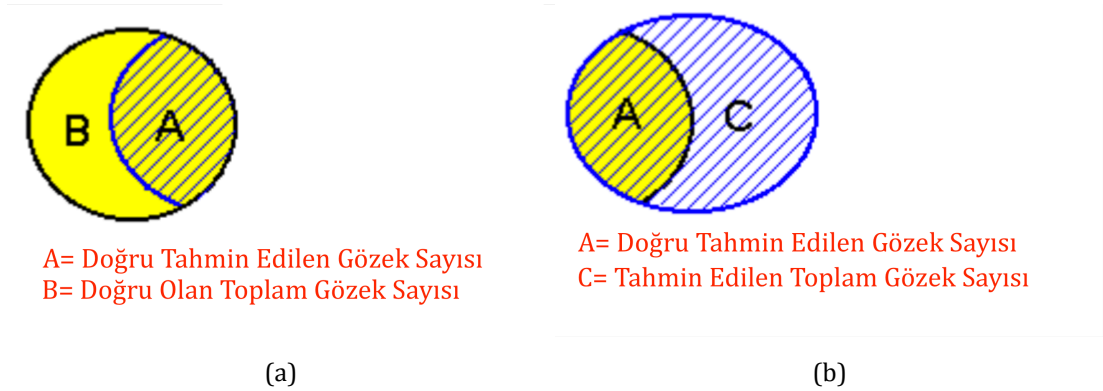 B A
A C
A= Doğru Tahmin Edilen Gözek Sayısı
B= Doğru Olan Toplam Gözek Sayısı
A= Doğru Tahmin Edilen Gözek Sayısı
C= Tahmin Edilen Toplam Gözek Sayısı
(a)
(b)